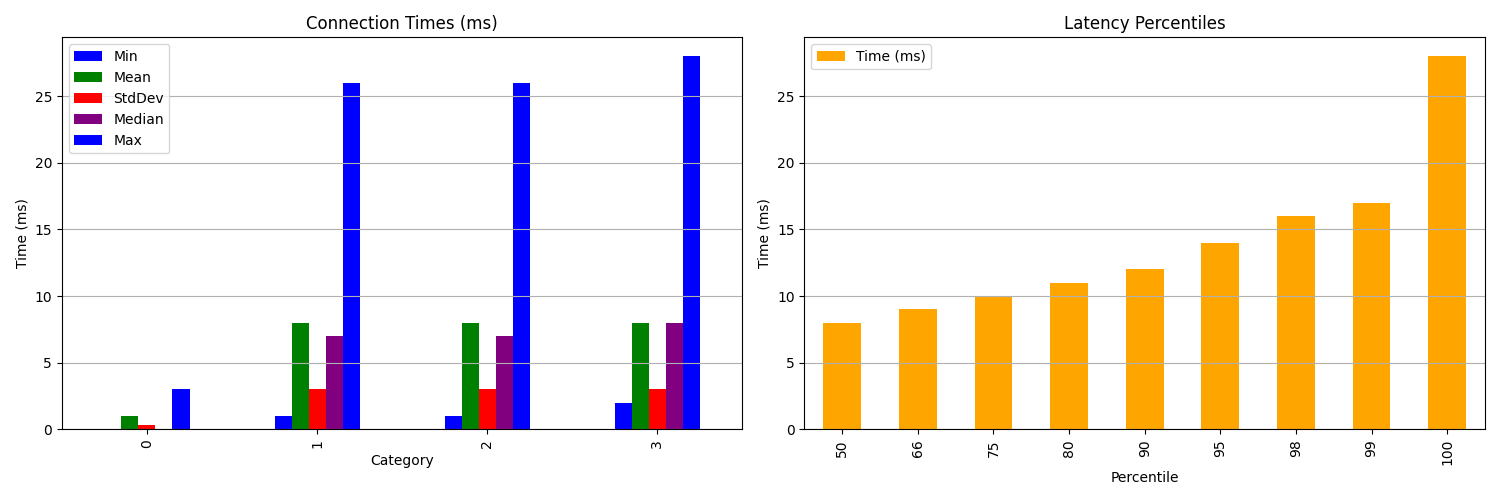 Connection Times (ms)
Min
Mean
StdDev
Median
Max
Time (ms)
25
20
15
10
5
0
0
1
2
3
Category
Latency Percentiles
Time (ms)
Time (ms)
25
20
15
10
5
0
50
66
75
80
90
95
98
99
100
Percentile